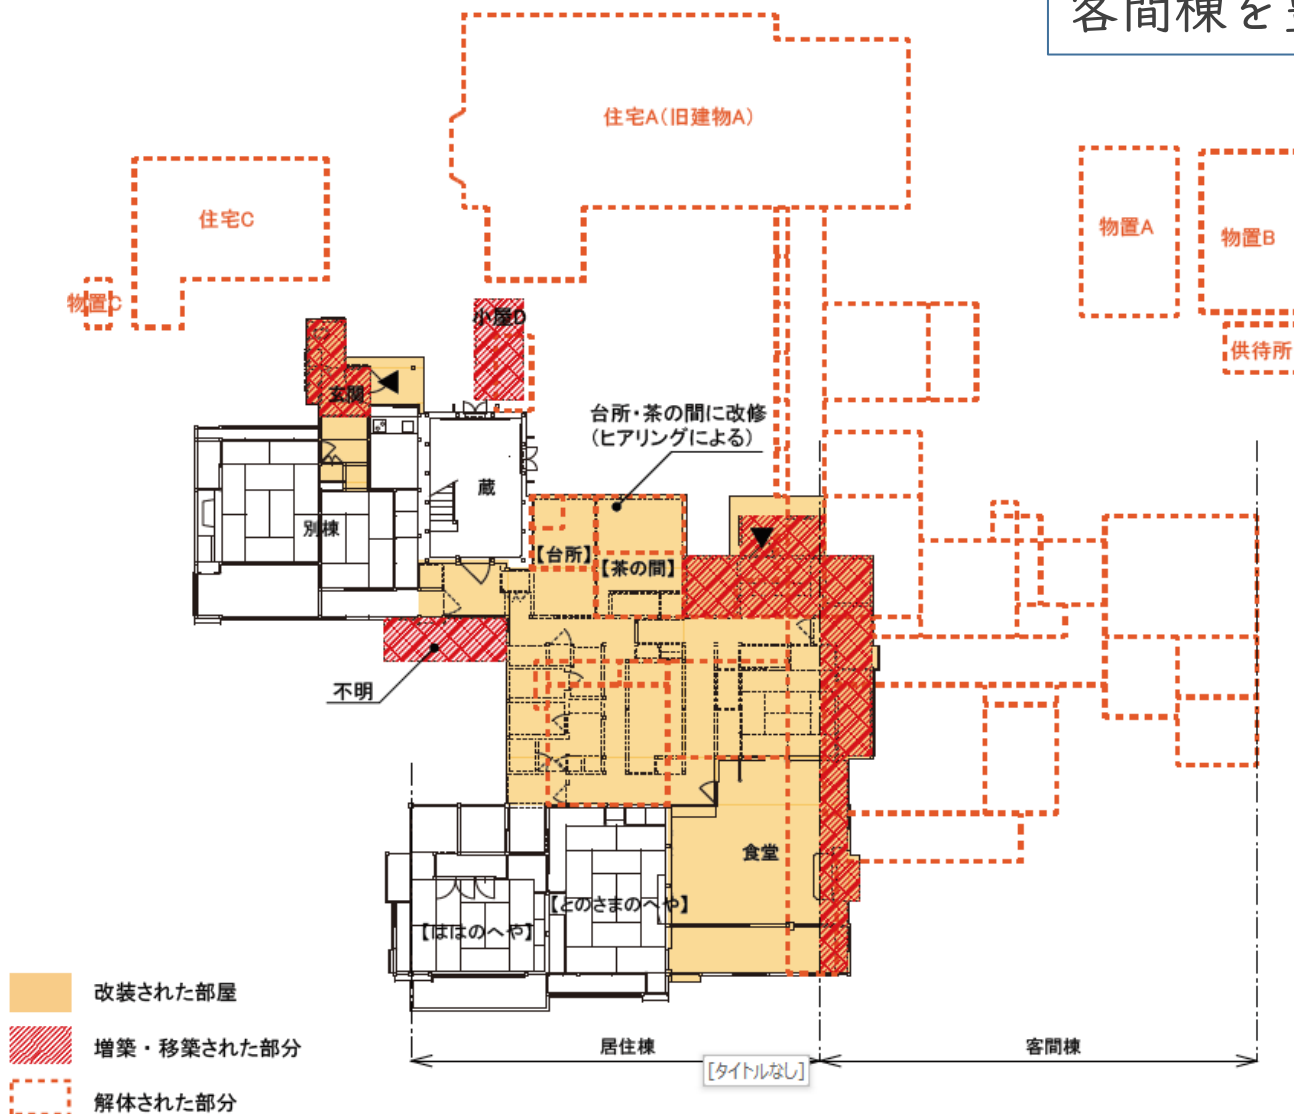 客間棟を
住宅A(旧建物A)
住宅C
物置A
物置B
物置C
小屋D
供待所
玄関
台所・茶の間に改修
(ヒアリングによる)
蔵
別棟
【台所】
【茶の間】
不明
食堂
【とのさまのへや】
【ははのへや】
改装された部屋
増築・移築された部分
解体された部分
居住棟
客間棟
[タイトルなし]